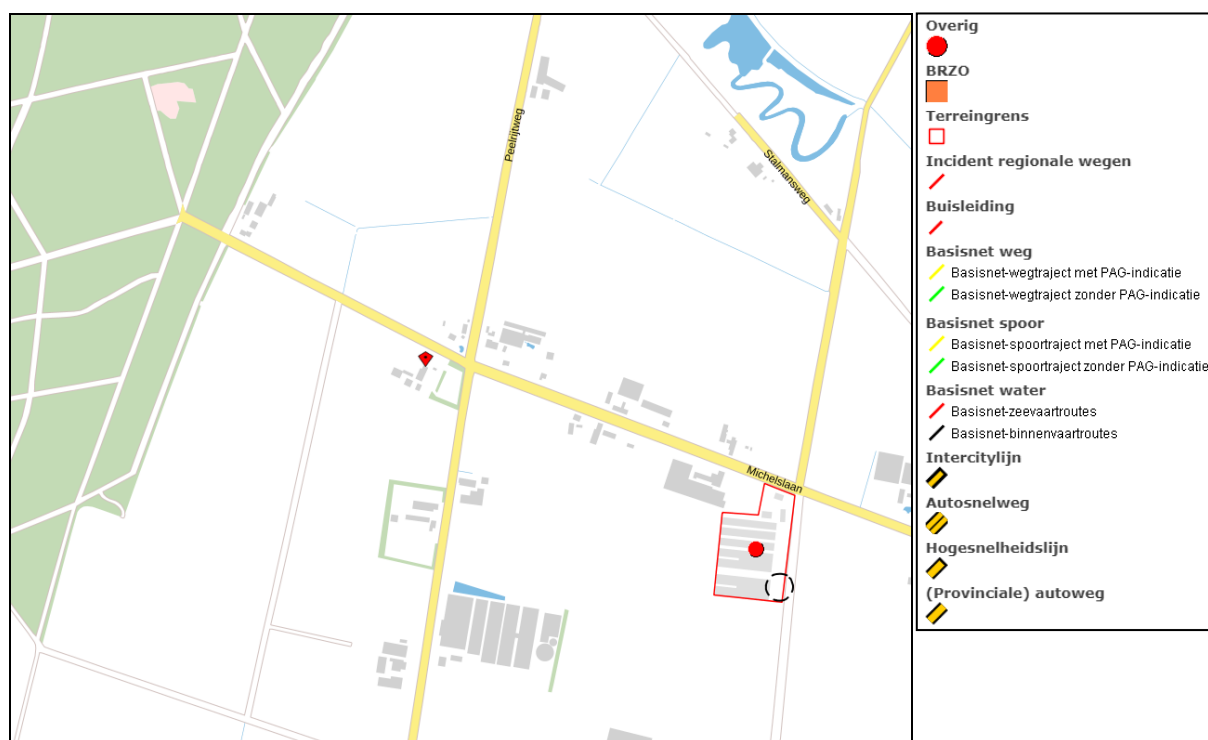 Peelrijtweg
Stalmansweg
Michelslaan
Overig
BRZO
Terreingrens
Incident regionale wegen
Buisleiding
Basisnet weg
Basisnet-wegtraject met PAG-indicatie
Basisnet-wegtraject zonder PAG-indicatie
Basisnet spoor
Basisnet-spoortraject met PAG-indicatie
Basisnet-spoortraject zonder PAG-indicatie
Basisnet water
Basisnet-zeevaartroutes
Basisnet-binnenvaartroutes
Intercitylijn
Autosnelweg
Hogesnelheidslijn
(Provinciale) autoweg